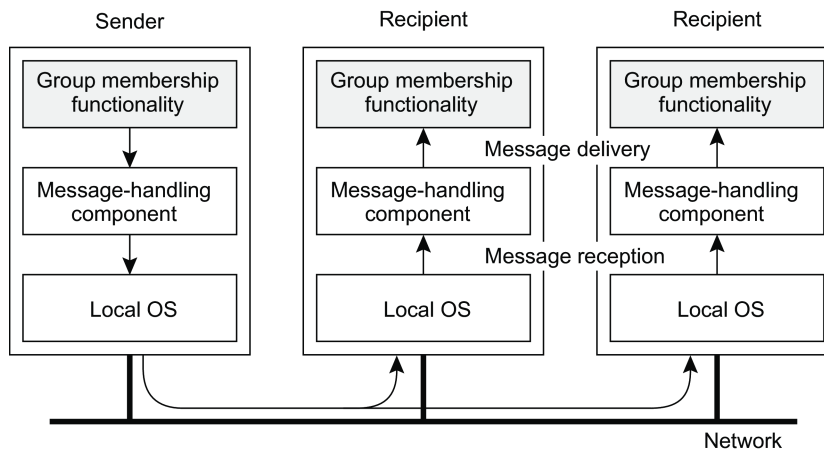 Sender
Recipient
Recipient
Group membership
functionality
Group membership
functionality
Group membership
functionality
Message delivery
Message-handling
component
Message-handling
component
Message-handling
component
Message reception
Local OS
Local OS
Local OS
Network